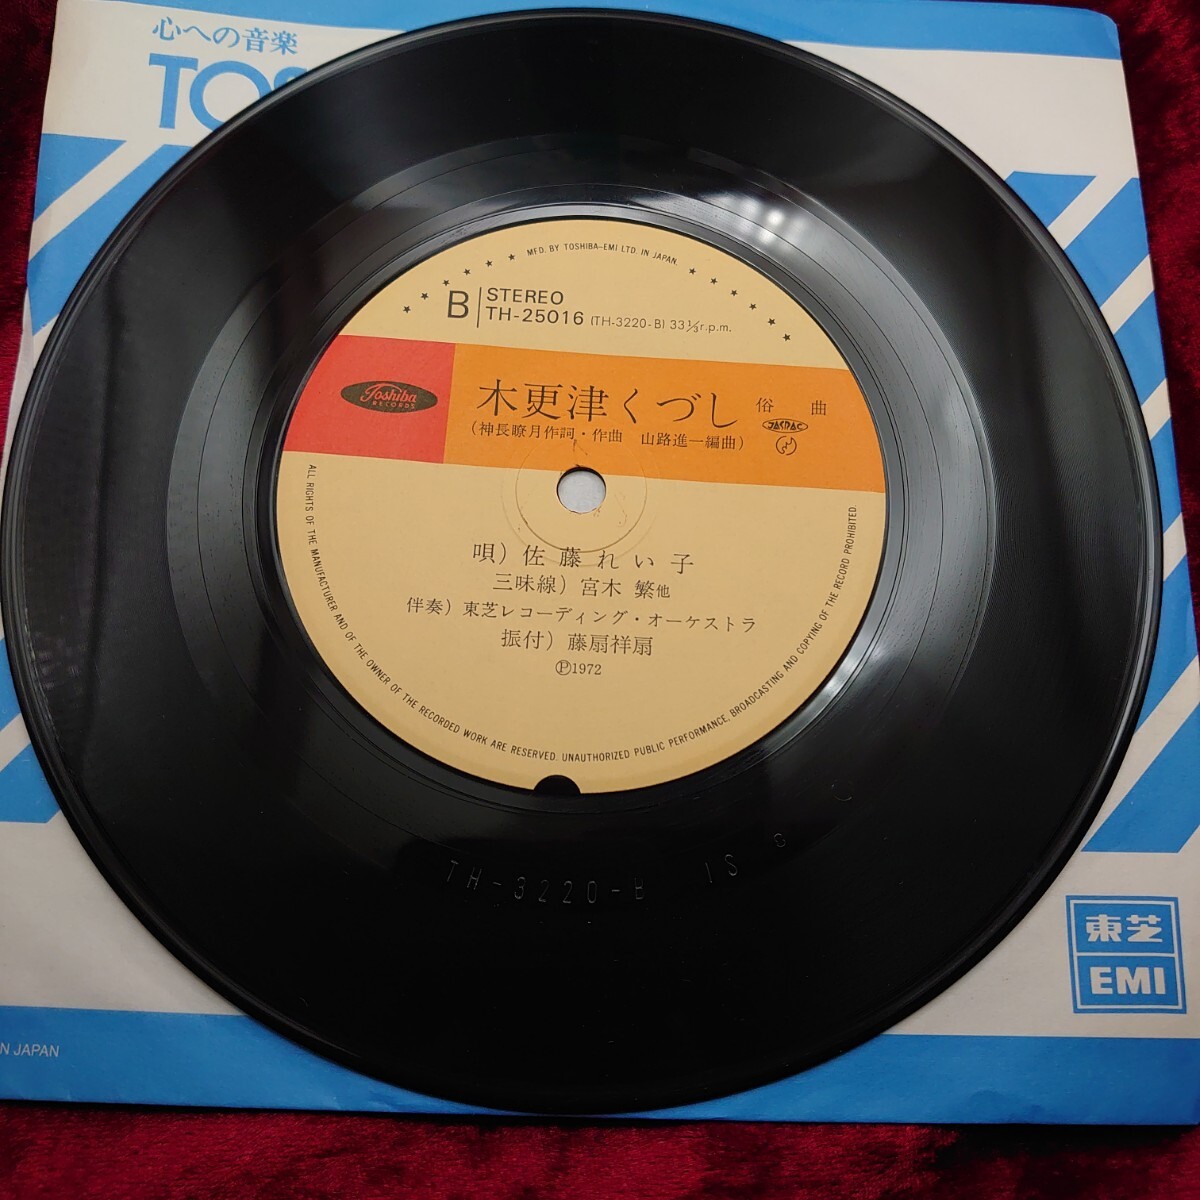 心への音楽
TOS
MFD. BY TOSHIBA-EMI LTD. IN JAPAN.
B STEREO
TH-25016 (TH-3220-B) 33⅓ r.p.m.
Toshiba
RECORDS
木更津くづし 俗曲
(神長瞭月作詞・作曲 山路進一編曲)
JASRAC
唄) 佐藤れい子
三味線) 宮木 繁他
伴奏) 東芝レコーディング・オーケストラ
振付) 藤扇祥扇
Ⓟ1972
ALL RIGHTS OF THE MANUFACTURER AND OF THE OWNER OF THE RECORDED WORK ARE RESERVED. UNAUTHORIZED PUBLIC PERFORMANCE, BROADCASTING AND COPYING OF THE RECORD PROHIBITED.
TH-3220-B 1S
東芝
EMI
N JAPAN